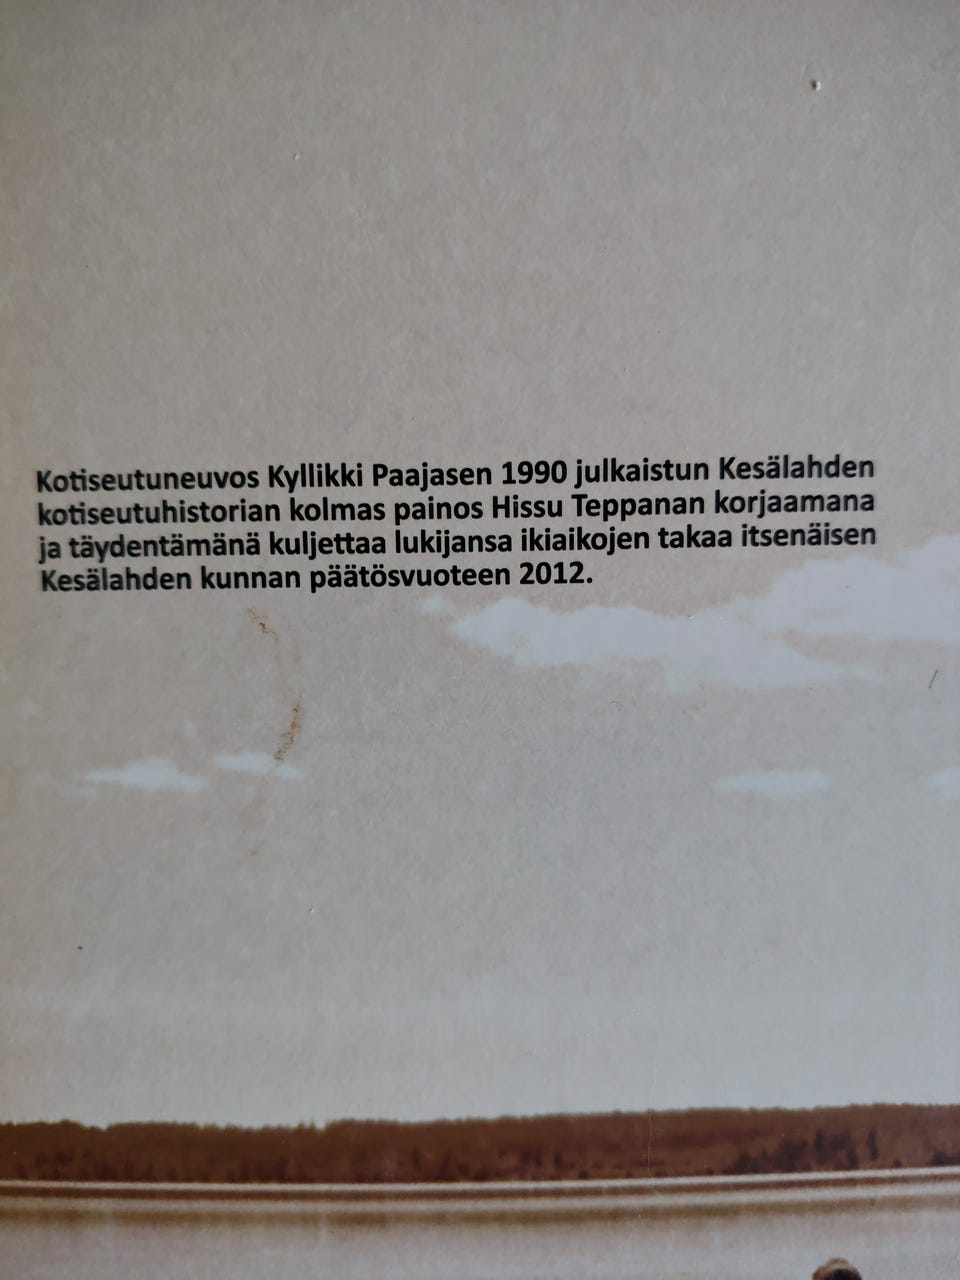 Kotiseutuneuvos Kyllikki Paajasen 1990 julkaistun Kesälahden
kotiseutuhistorian kolmas painos Hissu Teppanan korjaamana
ja täydentämänä kuljettaa lukijansa ikiaikojen takaa itsenäisen
Kesälahden kunnan päätösvuoteen 2012.